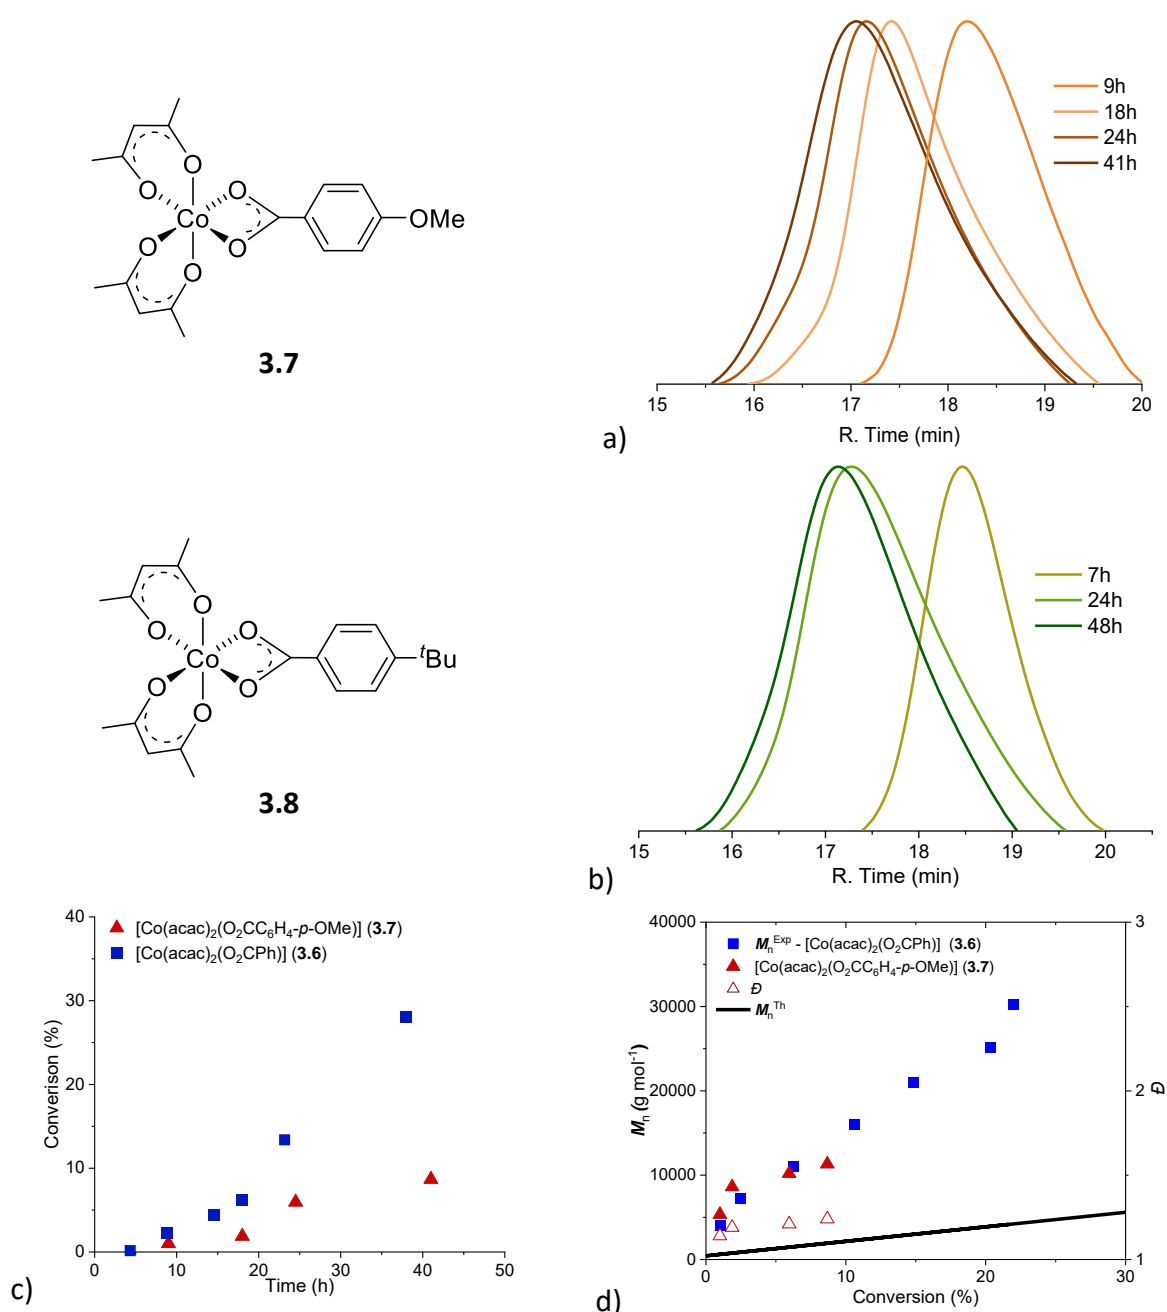 O
O
O
O
Co
O
O
OMe
3.7
9h
18h
24h
41h
15 16 17 18 19 20
R. Time (min)
a)
O
O
O
O
Co
O
O
ᵗBu
3.8
7h
24h
48h
15 16 17 18 19 20
R. Time (min)
b)
40
30
20
10
0
Converison (%)
[Co(acac)₂(O₂CC₆H₄-p-OMe)] (3.7)
[Co(acac)₂(O₂CPh)] (3.6)
0 10 20 30 40 50
Time (h)
c)
40000
30000
20000
10000
0
Mₙ (g mol⁻¹)
Mₙᴱˣᵖ - [Co(acac)₂(O₂CPh)] (3.6)
[Co(acac)₂(O₂CC₆H₄-p-OMe)] (3.7)
Đ
Mₙᵀʰ
3
2
1
Đ
0 10 20 30
Conversion (%)
d)